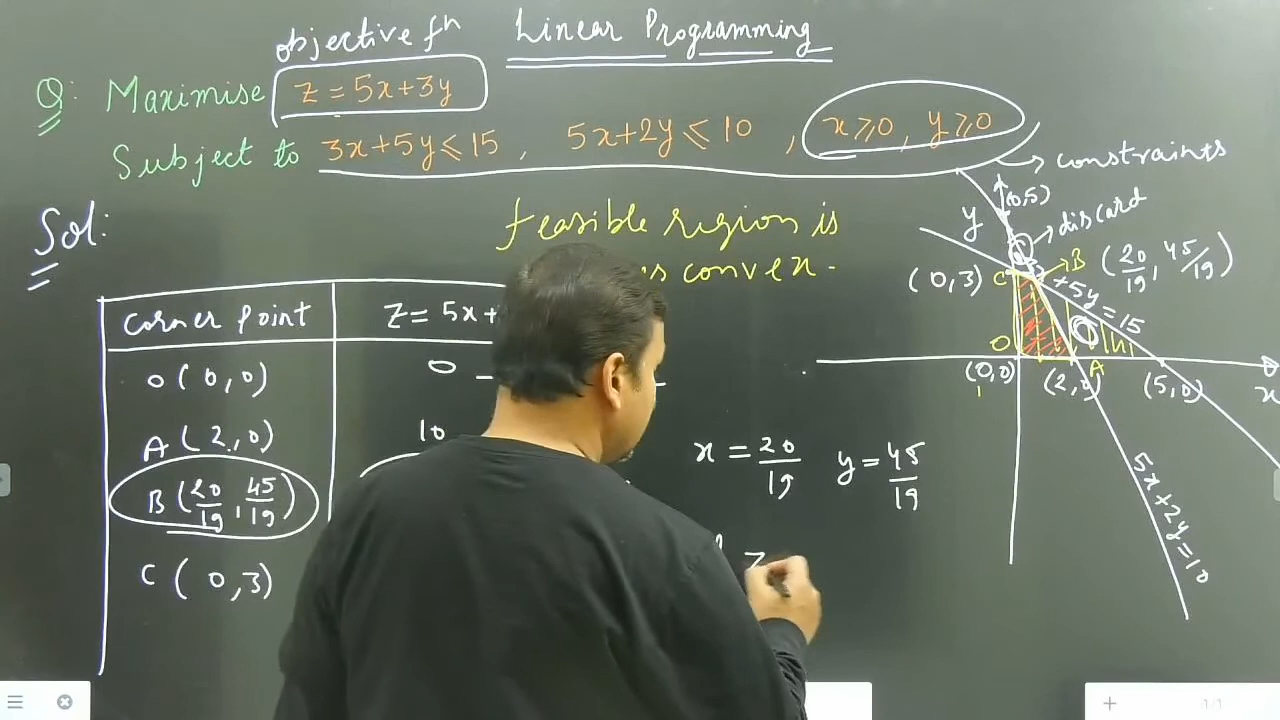 objective fn Linear Programming
Q: Maximise z = 5x+3y
Subject to 3x+5y ≤ 15, 5x+2y ≤ 10, x ≥ 0, y ≥ 0
constraints
Sol:
feasible region is
convex.
Corner Point
Z = 5x+
O (0,0)
0
A (2,0)
10
B (20/19, 45/19)
C (0,3)
x = 20/19 y = 45/19
Z
y
(0,5)
discard
(0,3)
C
B
(20/19, 45/19)
+5y = 15
O
(0,0)
(2,0)
A
(5,0)
x
5x+2y=10
1/1